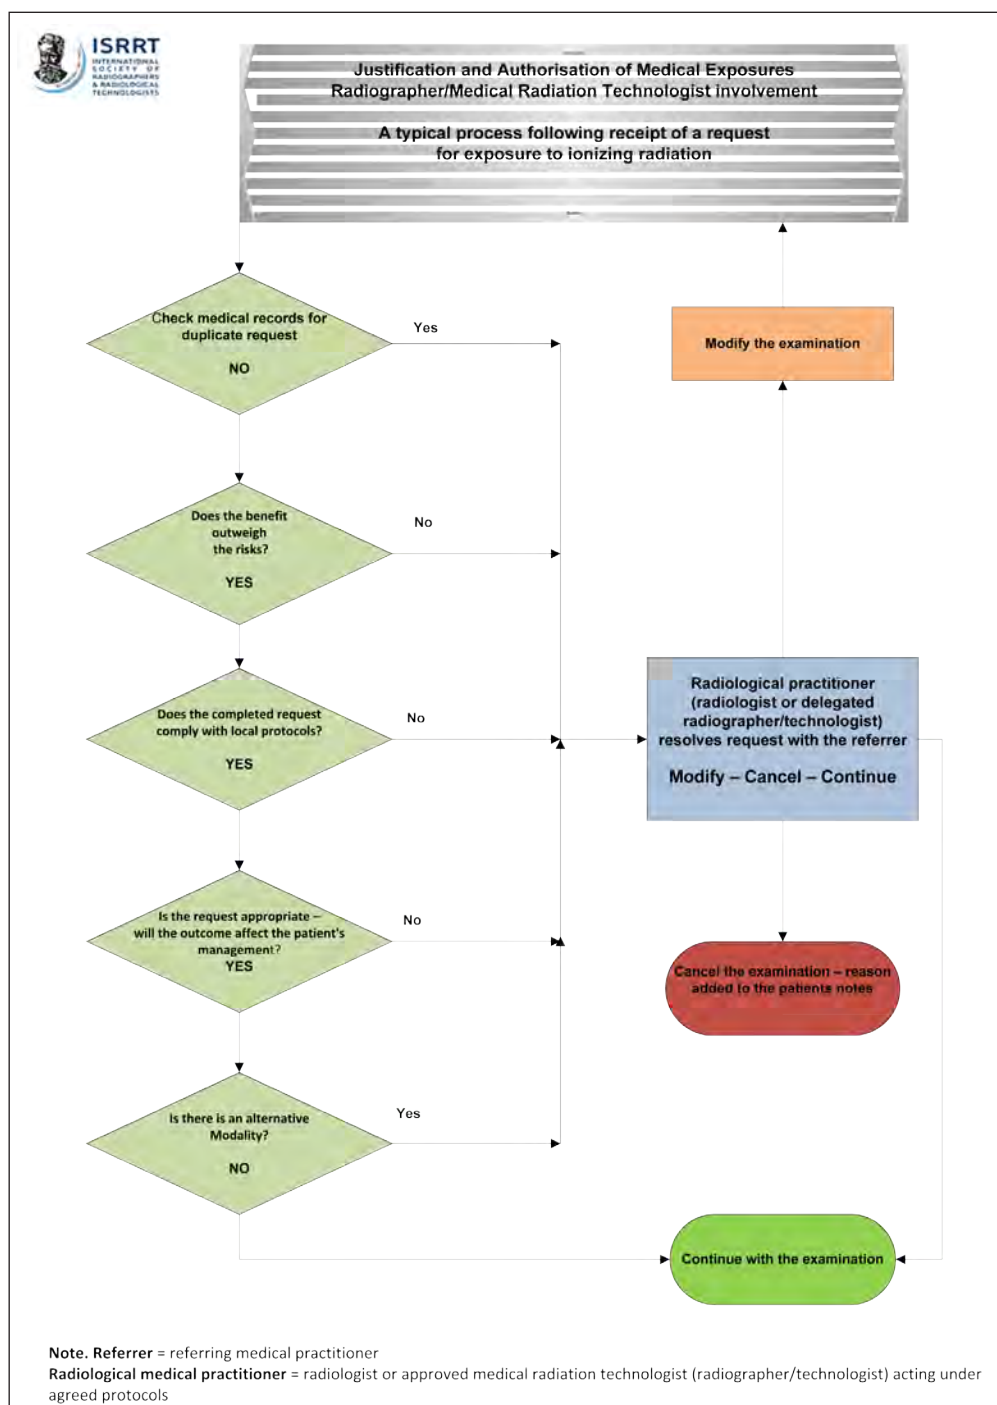 ISRRT
INTERNATIONAL
SOCIETY OF
RADIOGRAPHERS
& RADIOLOGICAL
TECHNOLOGISTS
Justification and Authorisation of Medical Exposures
Radiographer/Medical Radiation Technologist involvement
A typical process following receipt of a request
for exposure to ionizing radiation
Check medical records for
duplicate request
NO
Yes
Modify the examination
Does the benefit
outweigh
the risks?
YES
No
Does the completed request
comply with local protocols?
YES
No
Radiological practitioner
(radiologist or delegated
radiographer/technologist)
resolves request with the referrer
Modify – Cancel – Continue
Is the request appropriate –
will the outcome affect the patient's
management?
YES
No
Cancel the examination – reason
added to the patients notes
Is there is an alternative
Modality?
NO
Yes
Continue with the examination
Note. Referrer = referring medical practitioner
Radiological medical practitioner = radiologist or approved medical radiation technologist (radiographer/technologist) acting under
agreed protocols